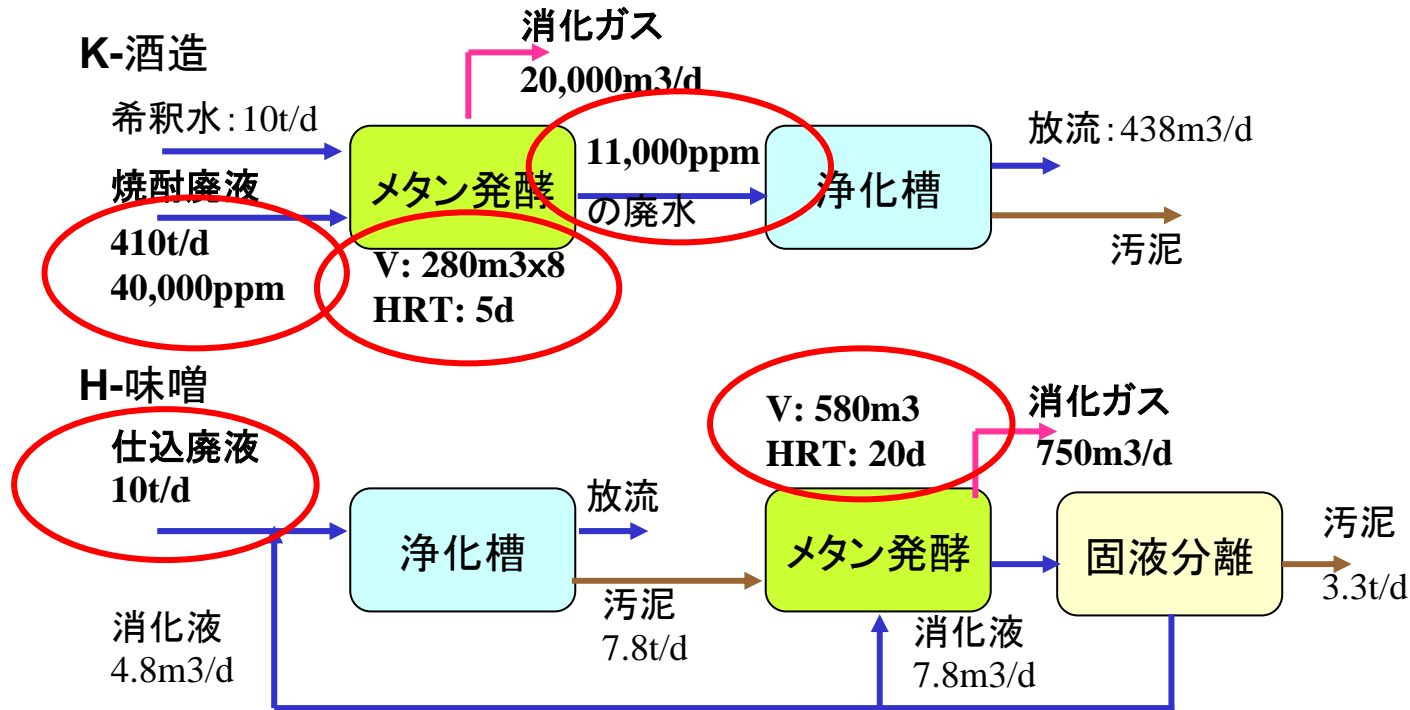 K-酒造
消化ガス
20,000m3/d
希釈水：10t/d
焼酎廃液
410t/d
40,000ppm
メタン発酵
V: 280m3x8
HRT: 5d
11,000ppm
の廃水
浄化槽
放流：438m3/d
汚泥
H-味噌
仕込廃液
10t/d
浄化槽
放流
汚泥
7.8t/d
消化液
4.8m3/d
V: 580m3
HRT: 20d
消化ガス
750m3/d
メタン発酵
消化液
7.8m3/d
固液分離
汚泥
3.3t/d